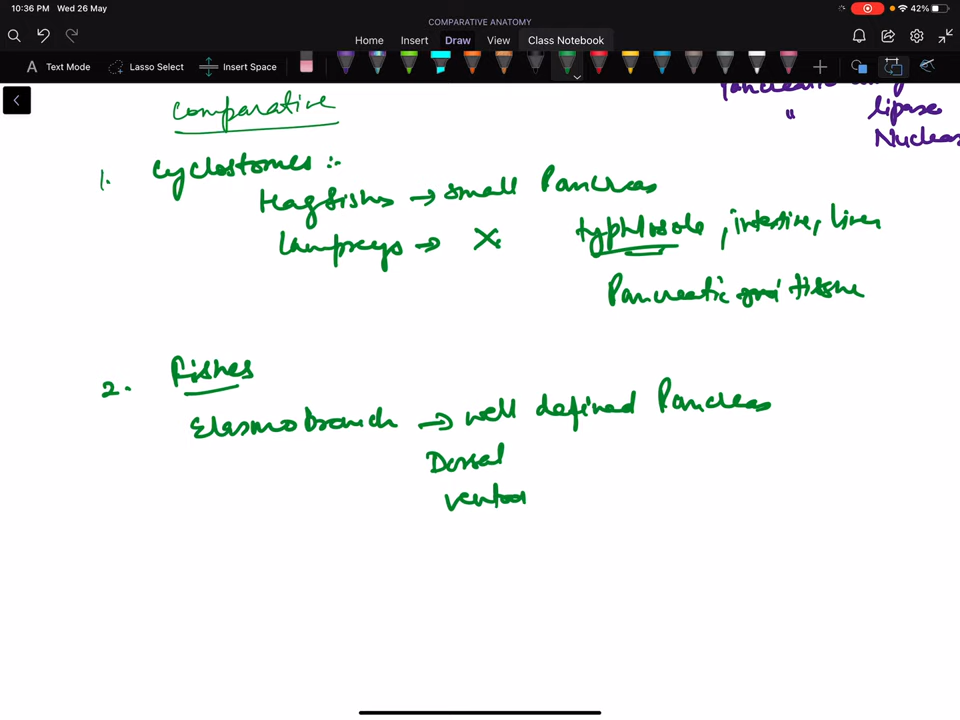 10:36 PM Wed 26 May
42%
COMPARATIVE ANATOMY
Home Insert Draw View Class Notebook
Text Mode Lasso Select Insert Space
Comparative
Pancreatic
" lipase
Nucleas
1. Cyclostomes :-
Hagfishes → small Pancreas
Lampreys → X typhlosole, intestine, liver
Pancreatic tissue
2. Fishes
Elasmobranch → well defined Pancreas
Dorsal